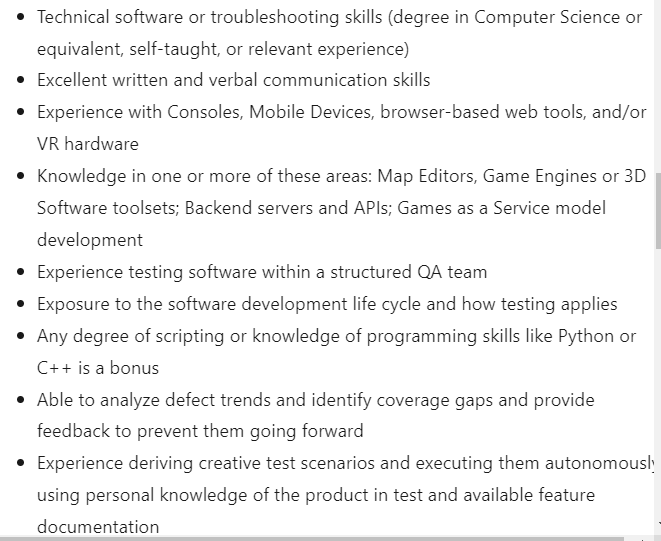 • Technical software or troubleshooting skills (degree in Computer Science or
equivalent, self-taught, or relevant experience)
• Excellent written and verbal communication skills
• Experience with Consoles, Mobile Devices, browser-based web tools, and/or
VR hardware
• Knowledge in one or more of these areas: Map Editors, Game Engines or 3D
Software toolsets; Backend servers and APIs; Games as a Service model
development
• Experience testing software within a structured QA team
• Exposure to the software development life cycle and how testing applies
• Any degree of scripting or knowledge of programming skills like Python or
C++ is a bonus
• Able to analyze defect trends and identify coverage gaps and provide
feedback to prevent them going forward
• Experience deriving creative test scenarios and executing them autonomously
using personal knowledge of the product in test and available feature
documentation